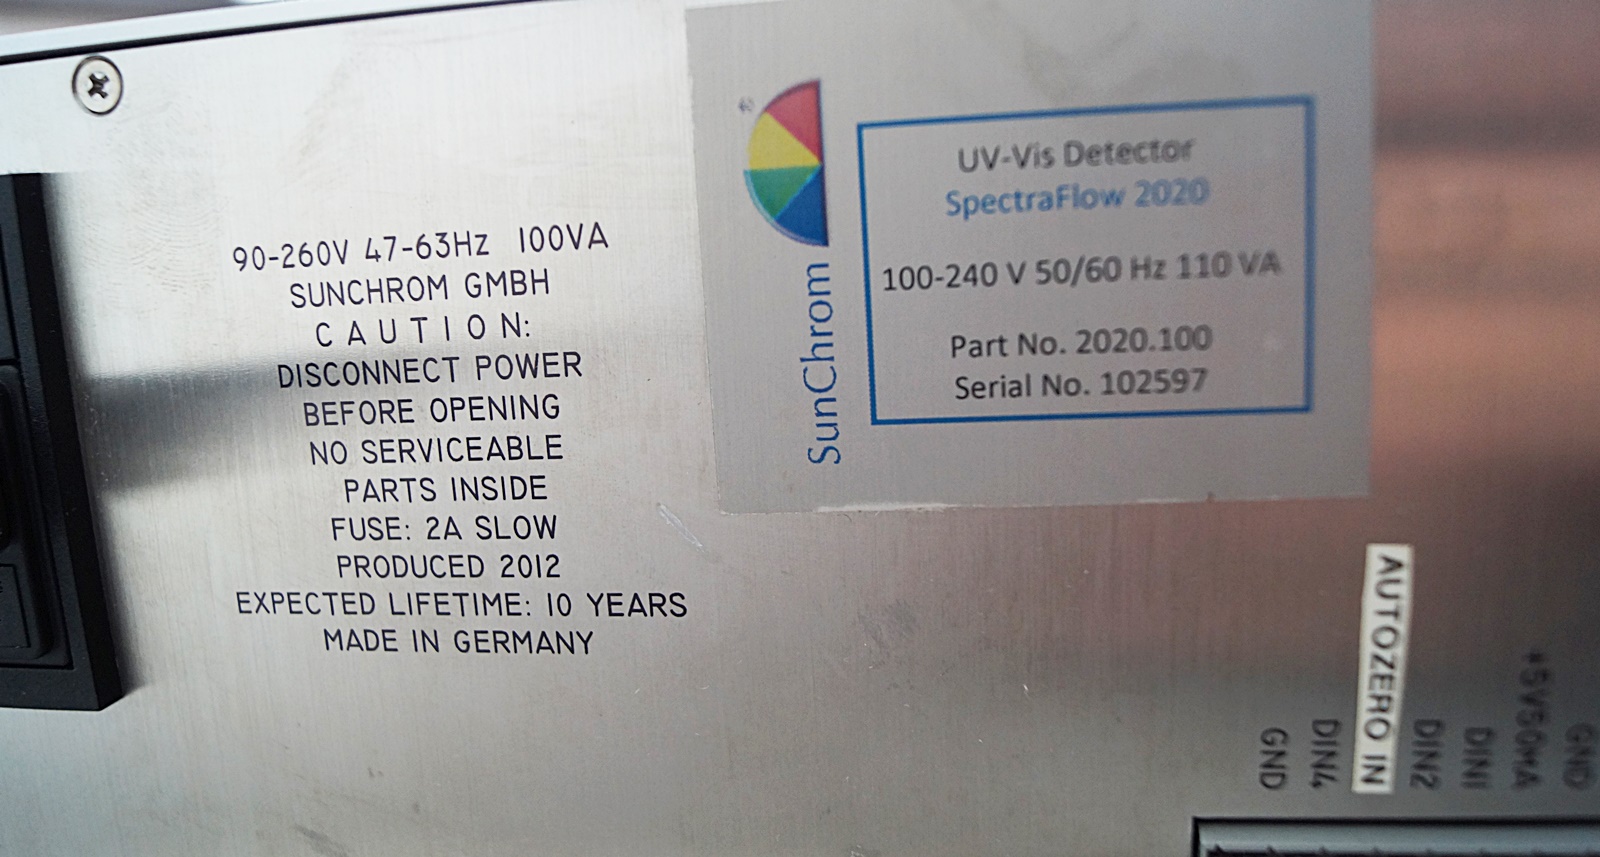 90-260V 47-63Hz 100VA
SUNCHROM GMBH
CAUTION:
DISCONNECT POWER
BEFORE OPENING
NO SERVICEABLE
PARTS INSIDE
FUSE: 2A SLOW
PRODUCED 2012
EXPECTED LIFETIME: 10 YEARS
MADE IN GERMANY
®
SunChrom
UV-Vis Detector
SpectraFlow 2020
100-240 V 50/60 Hz 110 VA
Part No. 2020.100
Serial No. 102597
GND
DIN4
AUTOZERO IN
DIN2
DIN1
+5V50mA
GND